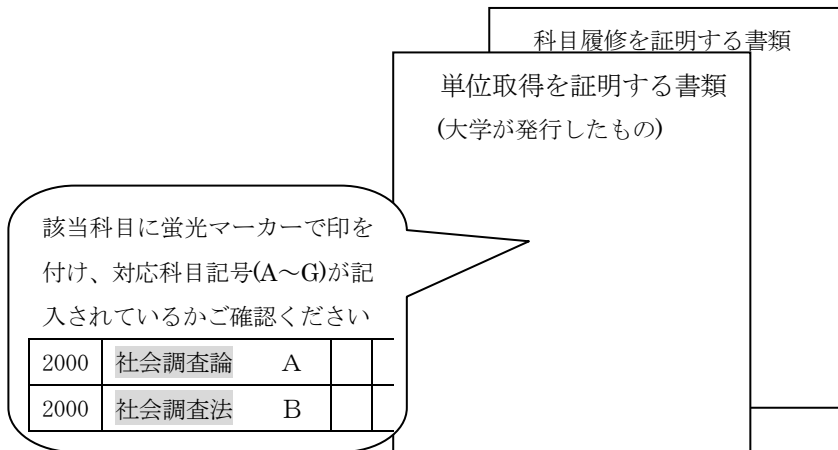 科目履修を証明する書類
単位取得を証明する書類
(大学が発行したもの)
該当科目に蛍光マーカーで印を
付け、対応科目記号(A～G)が記
入されているかご確認ください
2000 社会調査論 A
2000 社会調査法 B